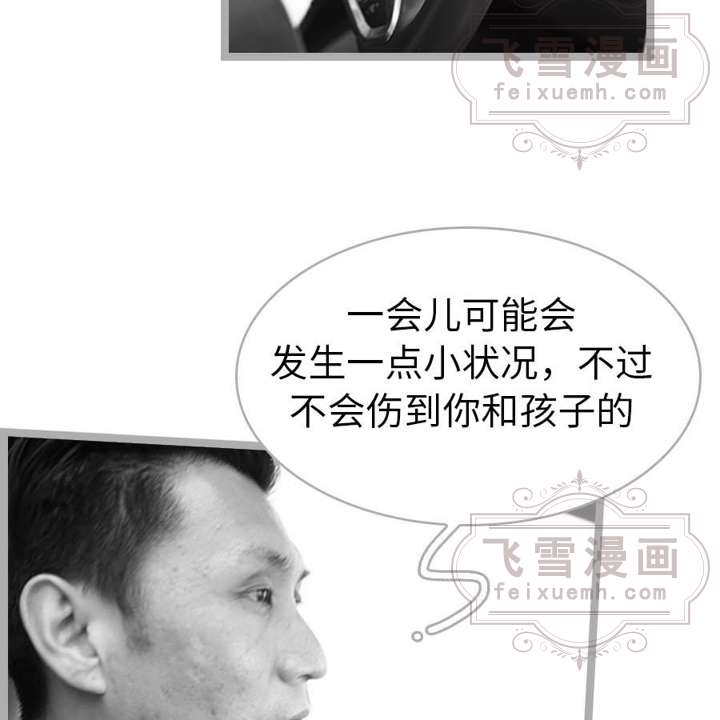 飞雪漫画
feixuemh.com
一会儿可能会
发生一点小状况，不过
不会伤到你和孩子的
飞雪漫画
feixuemh.com